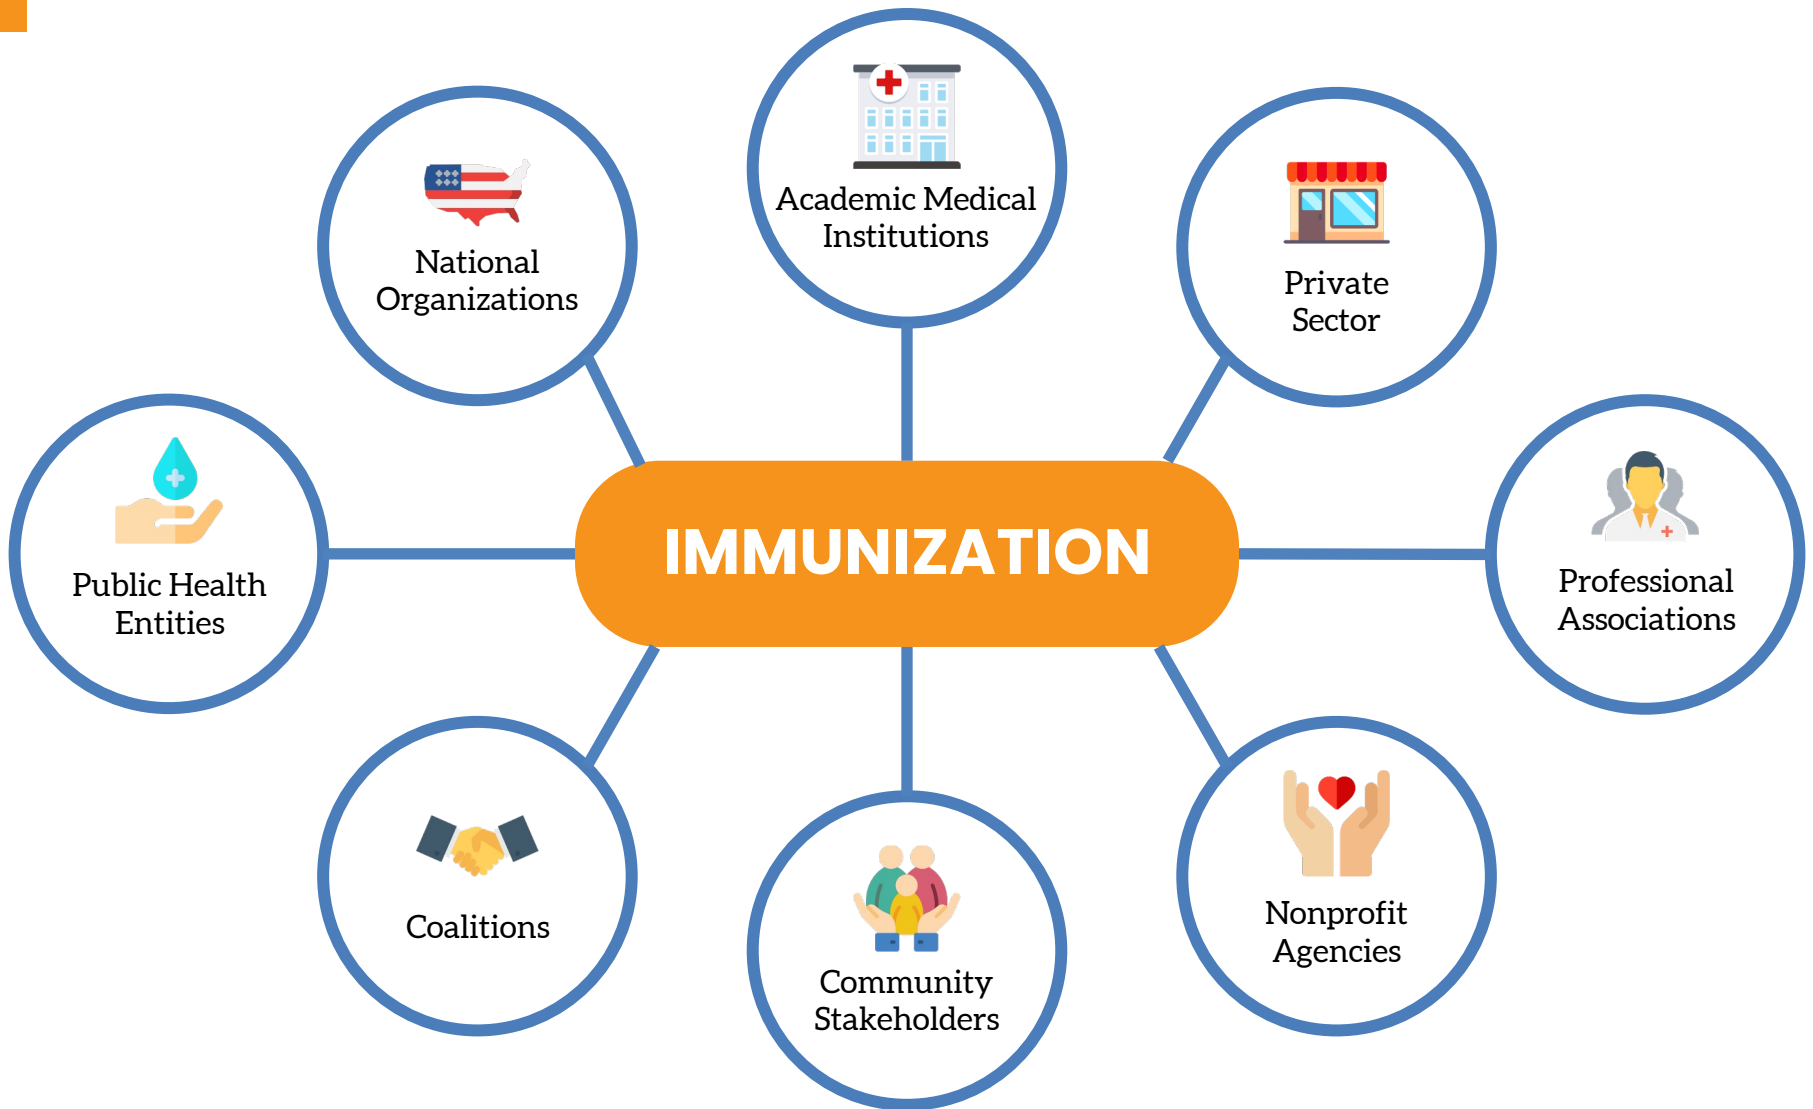 Academic Medical
Institutions
National
Organizations
Private
Sector
IMMUNIZATION
Public Health
Entities
Professional
Associations
Coalitions
Nonprofit
Agencies
Community
Stakeholders